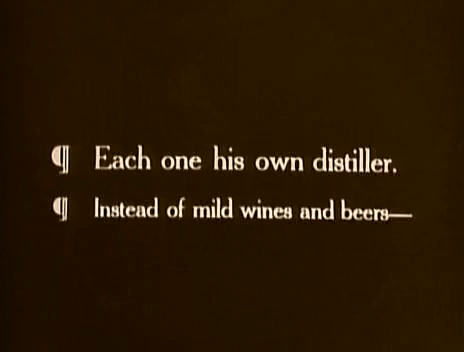 ¶ Each one his own distiller.
¶ Instead of mild wines and beers—